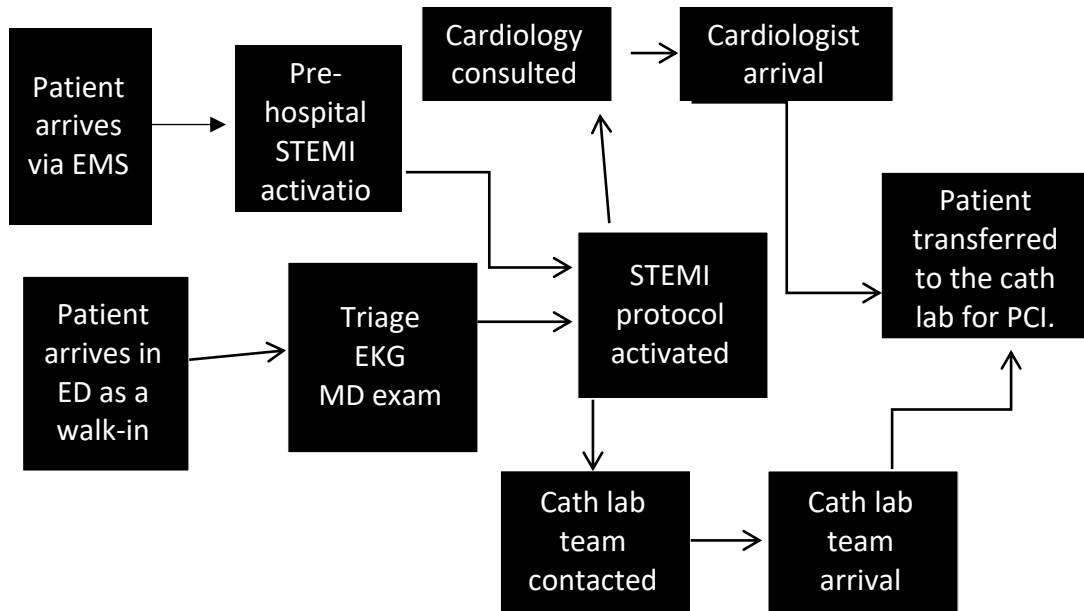 Patient
arrives
via EMS
Pre-
hospital
STEMI
activatio
Cardiology
consulted
Cardiologist
arrival
Patient
arrives in
ED as a
walk-in
Triage
EKG
MD exam
STEMI
protocol
activated
Patient
transferred
to the cath
lab for PCI.
Cath lab
team
contacted
Cath lab
team
arrival